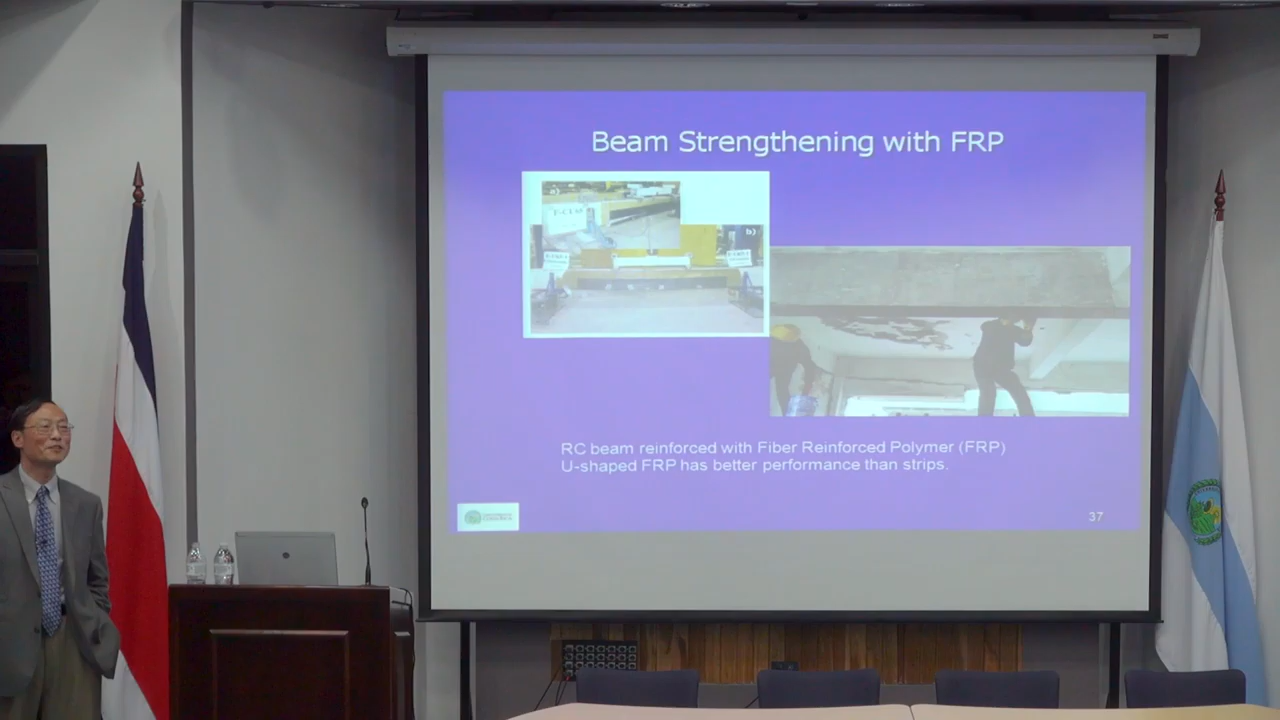 Beam Strengthening with FRP
a)
b)
RC beam reinforced with Fiber Reinforced Polymer (FRP)
U-shaped FRP has better performance than strips.
37